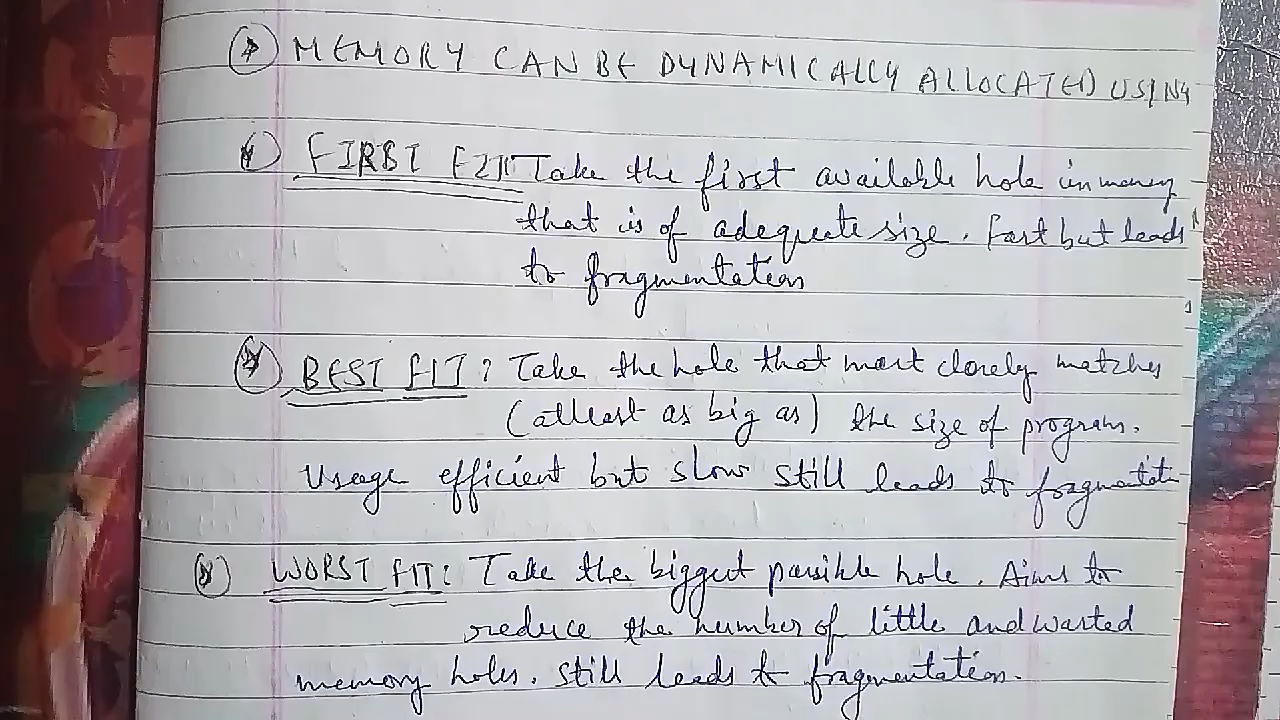 MEMORY CAN BE DYNAMICALLY ALLOCATED USING
FIRST FIT Take the first available hole in memory
that is of adequate size. Fast but leads
to fragmentation
BEST FIT: Take the hole that most closely matches
(atleast as big as) the size of program.
Usage efficient but slow still leads to fragmentatin
WORST FIT: Take the biggest possible hole. Aims to
reduce the number of little and wasted
memory holes. Still leads to fragmentation.